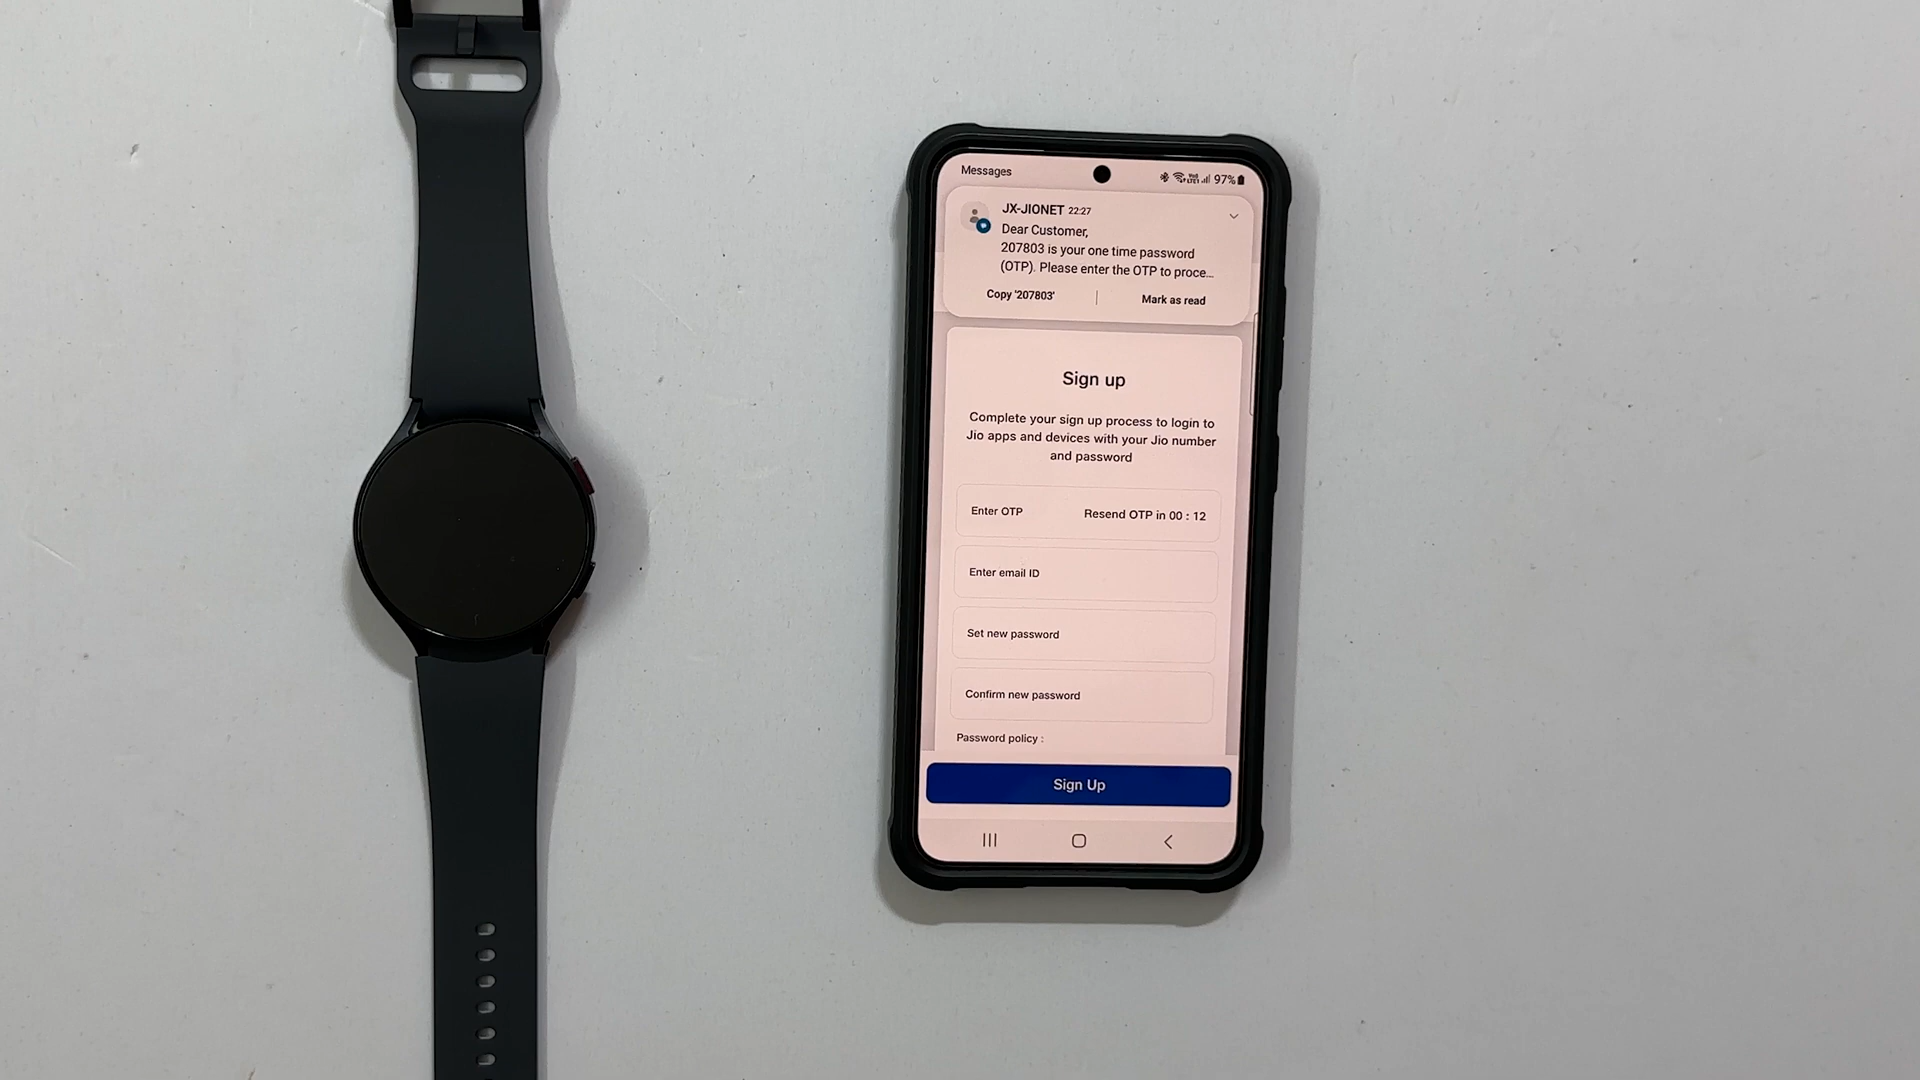 Messages
97%
JX-JIONET 22:27
Dear Customer,
207803 is your one time password
(OTP). Please enter the OTP to proce...
Copy '207803' Mark as read
Sign up
Complete your sign up process to login to
Jio apps and devices with your Jio number
and password
Enter OTP Resend OTP in 00 : 12
Enter email ID
Set new password
Confirm new password
Password policy :
Sign Up